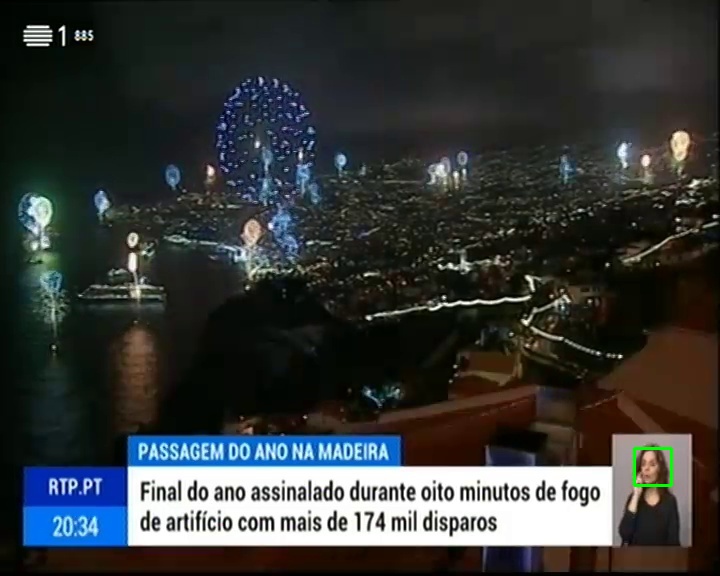 1 885
PASSAGEM DO ANO NA MADEIRA
RTP.PT
Final do ano assinalado durante oito minutos de fogo
de artifício com mais de 174 mil disparos
20:34